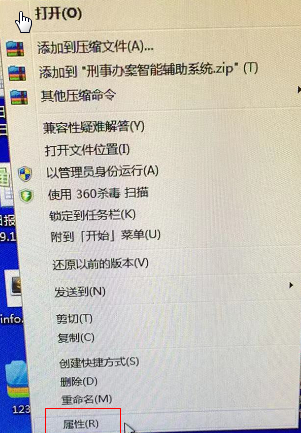 打开(O)
添加到压缩文件(A)...
添加到 "刑事办案智能辅助系统.zip" (T)
其他压缩命令
兼容性疑难解答(Y)
打开文件位置(I)
以管理员身份运行(A)
使用 360杀毒 扫描
锁定到任务栏(K)
附到「开始」菜单(U)
还原以前的版本(V)
发送到(N)
剪切(T)
复制(C)
创建快捷方式(S)
删除(D)
重命名(M)
属性(R)
日报
9.1
info.
123